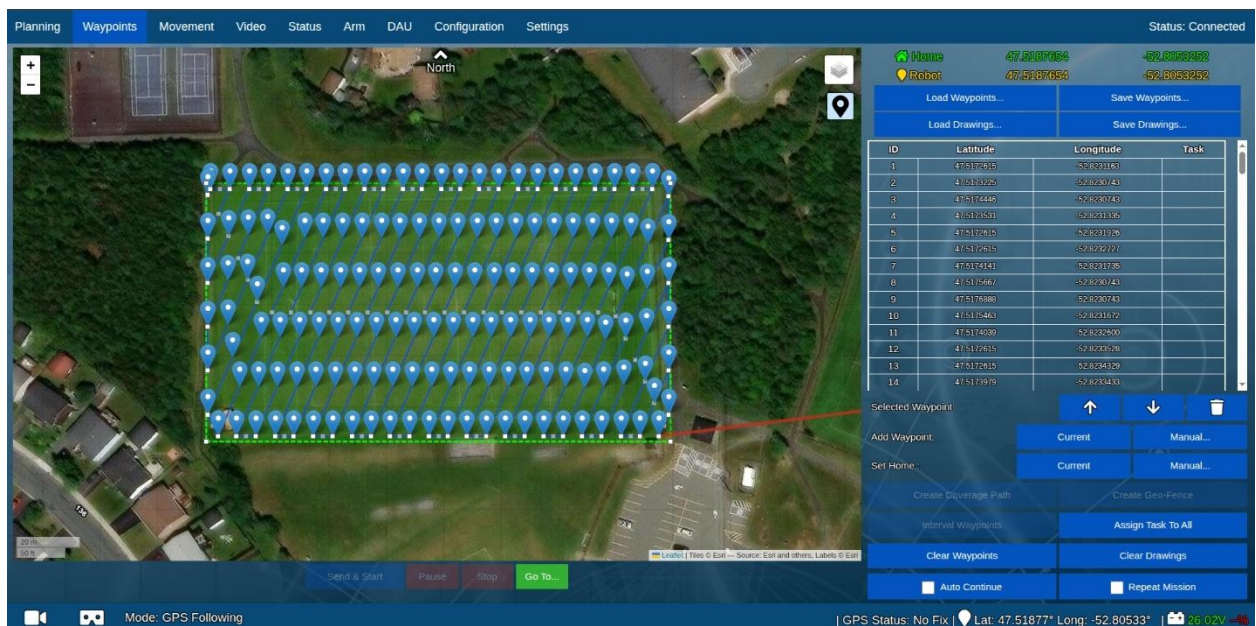 Planning Waypoints Movement Video Status Arm DAU Configuration Settings Status: Connected
+
−
North
Home 47.5187654 -52.8053252
Robot 47.5187654 -52.8053252
Load Waypoints... Save Waypoints...
Load Drawings... Save Drawings...
ID Latitude Longitude Task
1 47.5172615 -52.8231163
2 47.5173225 -52.8230743
3 47.5174446 -52.8230743
4 47.5173531 -52.8231335
5 47.5172615 -52.8231926
6 47.5172615 -52.8232727
7 47.5174141 -52.8231735
8 47.5175667 -52.8230743
9 47.5176888 -52.8230743
10 47.5175463 -52.8231672
11 47.5174039 -52.8232600
12 47.5172615 -52.8233528
13 47.5172615 -52.8234329
14 47.5173979 -52.8233433
Selected Waypoint:
Add Waypoint: Current Manual...
Set Home : Current Manual...
Create Coverage Path Create Geo-Fence
Interval Waypoints Assign Task To All
Clear Waypoints Clear Drawings
Auto Continue Repeat Mission
136
20 m
50 ft
Leaflet | Tiles © Esri — Source: Esri and others, Labels © Esri
Send & Start Pause Stop Go To...
Mode: GPS Following | GPS Status: No Fix | Lat: 47.51877° Long: -52.80533° | 26.02V --%